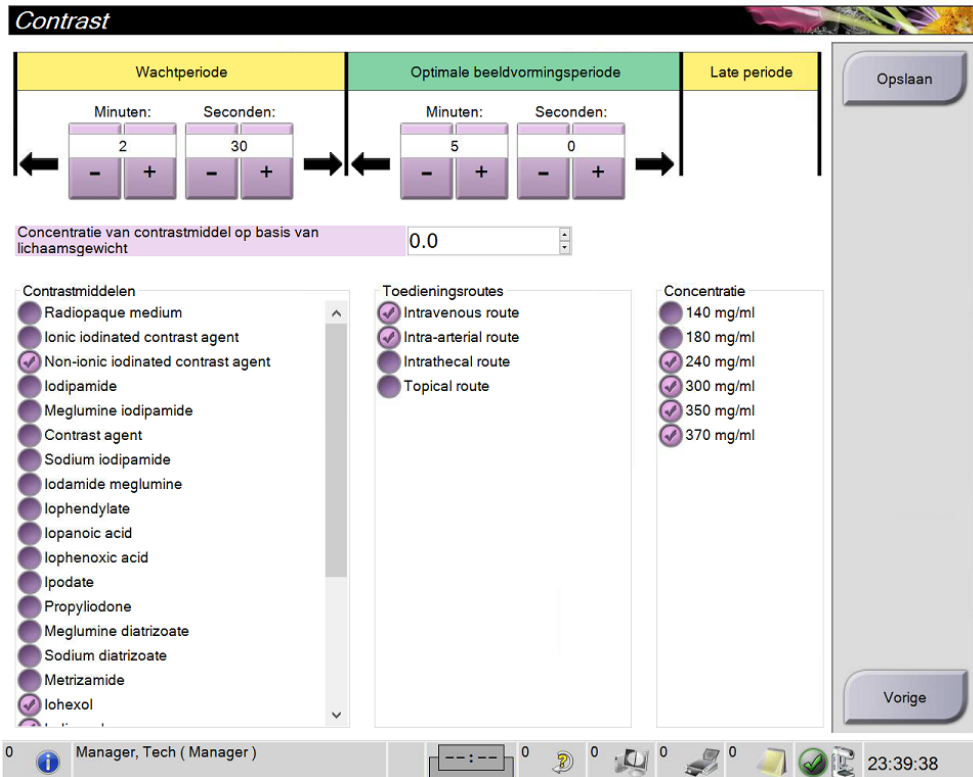 Contrast
Wachtperiode
Optimale beeldvormingsperiode
Late periode
Opslaan
Minuten:
Seconden:
Minuten:
Seconden:
2
30
5
0
- + - +
- + - +
Concentratie van contrastmiddel op basis van
lichaamsgewicht
0.0
Contrastmiddelen
Radiopaque medium
Ionic iodinated contrast agent
Non-ionic iodinated contrast agent
Iodipamide
Meglumine iodipamide
Contrast agent
Sodium iodipamide
Iodamide meglumine
Iophendylate
Iopanoic acid
Iophenoxic acid
Ipodate
Propyliodone
Meglumine diatrizoate
Sodium diatrizoate
Metrizamide
Iohexol
Toedieningsroutes
Intravenous route
Intra-arterial route
Intrathecal route
Topical route
Concentratie
140 mg/ml
180 mg/ml
240 mg/ml
300 mg/ml
350 mg/ml
370 mg/ml
Vorige
0
Manager, Tech ( Manager )
--:--
0
0
0
0
23:39:38